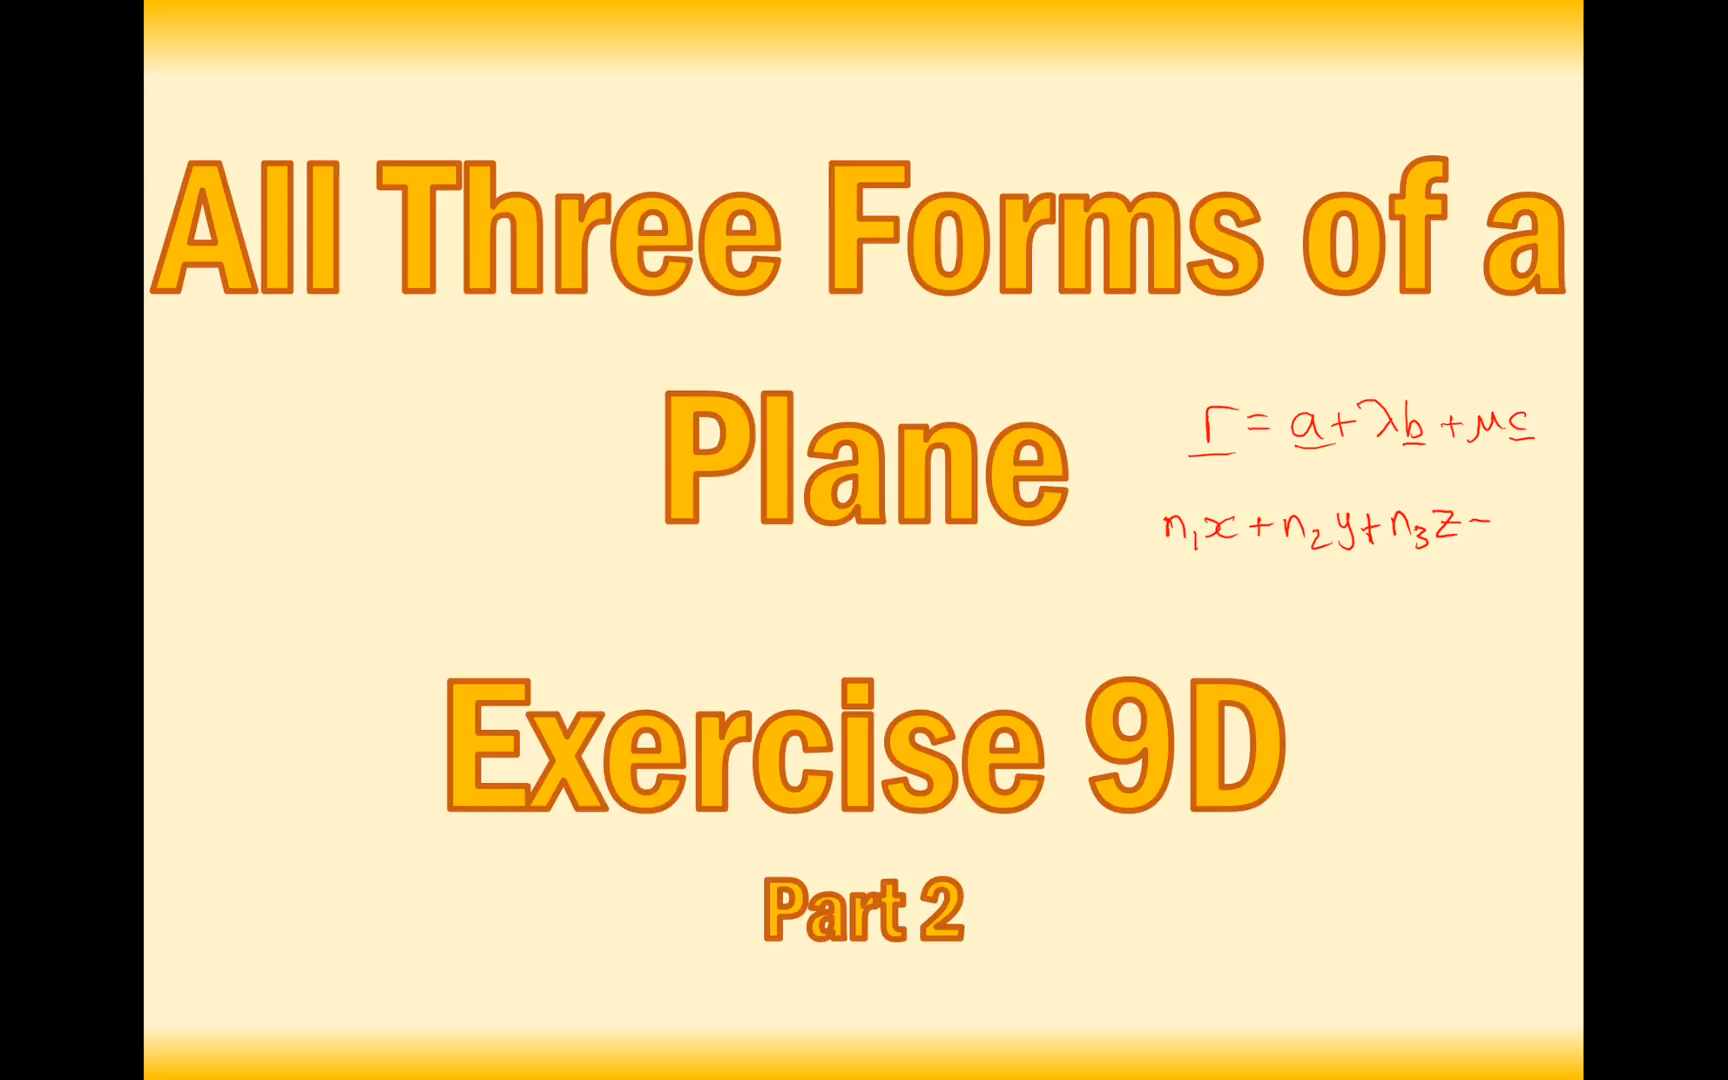 All Three Forms of a
Plane
r = a + λb + μc
n₁x + n₂y + n₃z -
Exercise 9D
Part 2